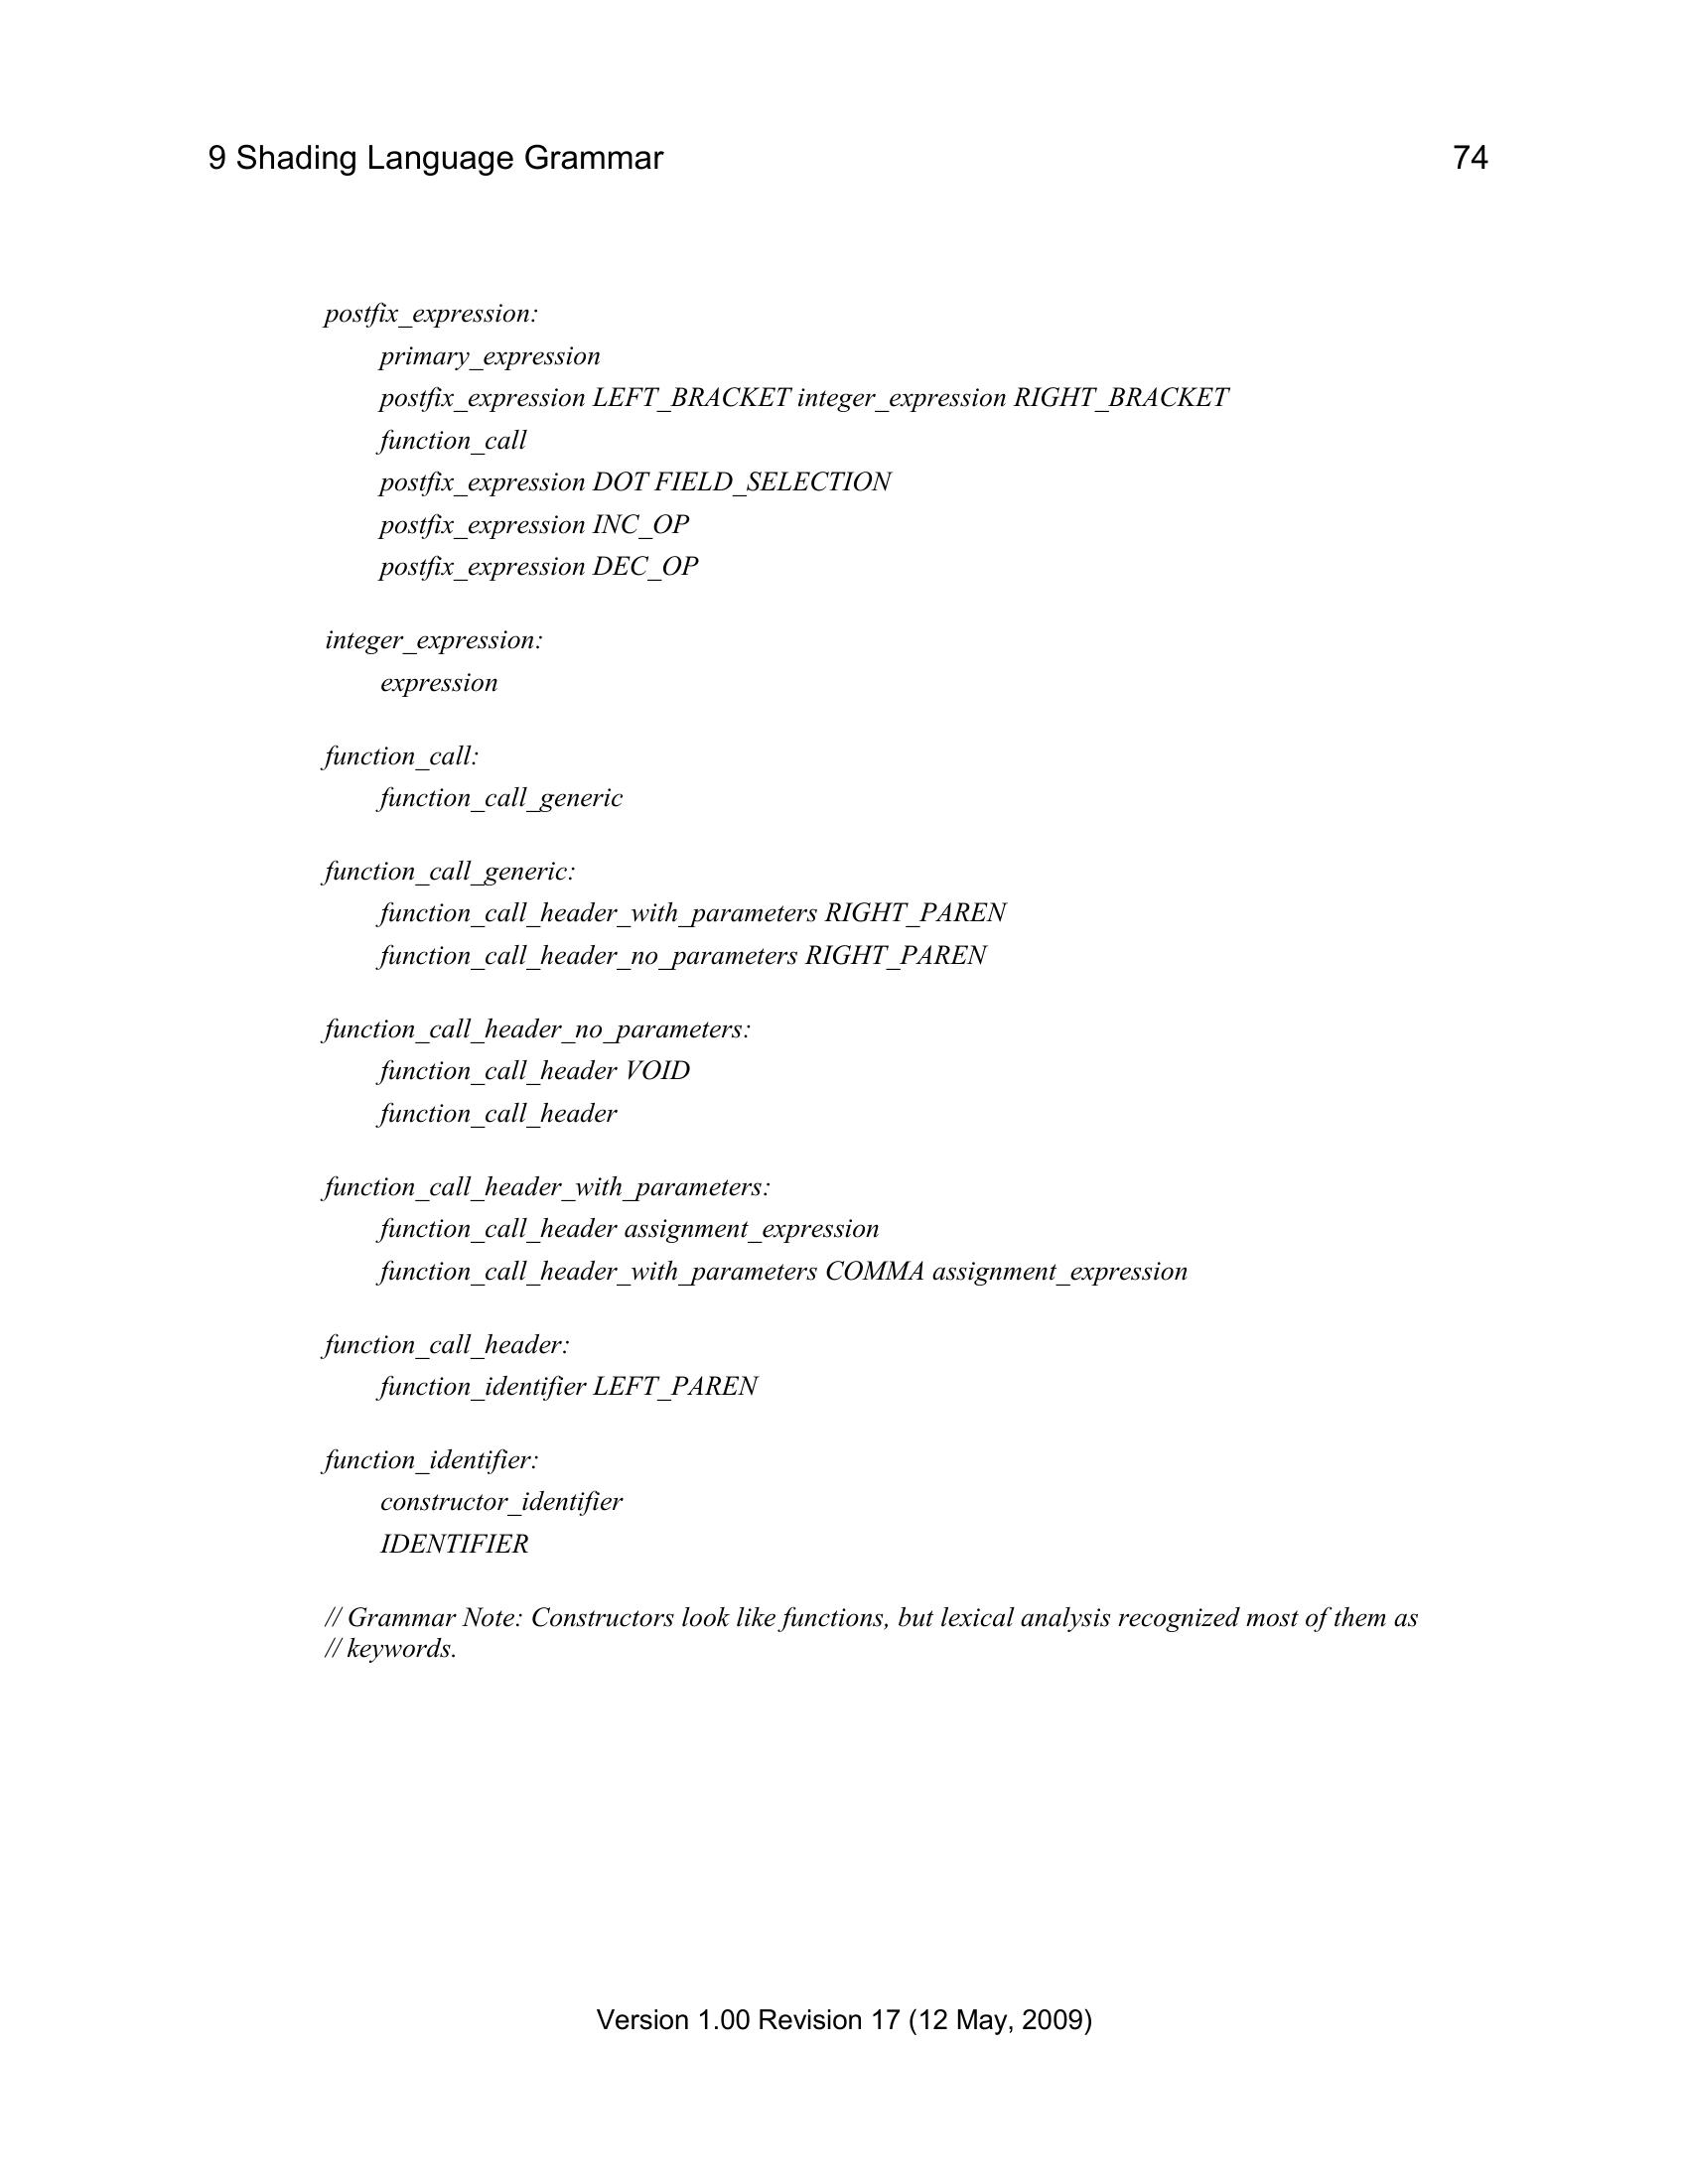 9 Shading Language Grammar 74
postfix_expression:
primary_expression
postfix_expression LEFT_BRACKET integer_expression RIGHT_BRACKET
function_call
postfix_expression DOT FIELD_SELECTION
postfix_expression INC_OP
postfix_expression DEC_OP
integer_expression:
expression
function_call:
function_call_generic
function_call_generic:
function_call_header_with_parameters RIGHT_PAREN
function_call_header_no_parameters RIGHT_PAREN
function_call_header_no_parameters:
function_call_header VOID
function_call_header
function_call_header_with_parameters:
function_call_header assignment_expression
function_call_header_with_parameters COMMA assignment_expression
function_call_header:
function_identifier LEFT_PAREN
function_identifier:
constructor_identifier
IDENTIFIER
// Grammar Note: Constructors look like functions, but lexical analysis recognized most of them as
// keywords.
Version 1.00 Revision 17 (12 May, 2009)